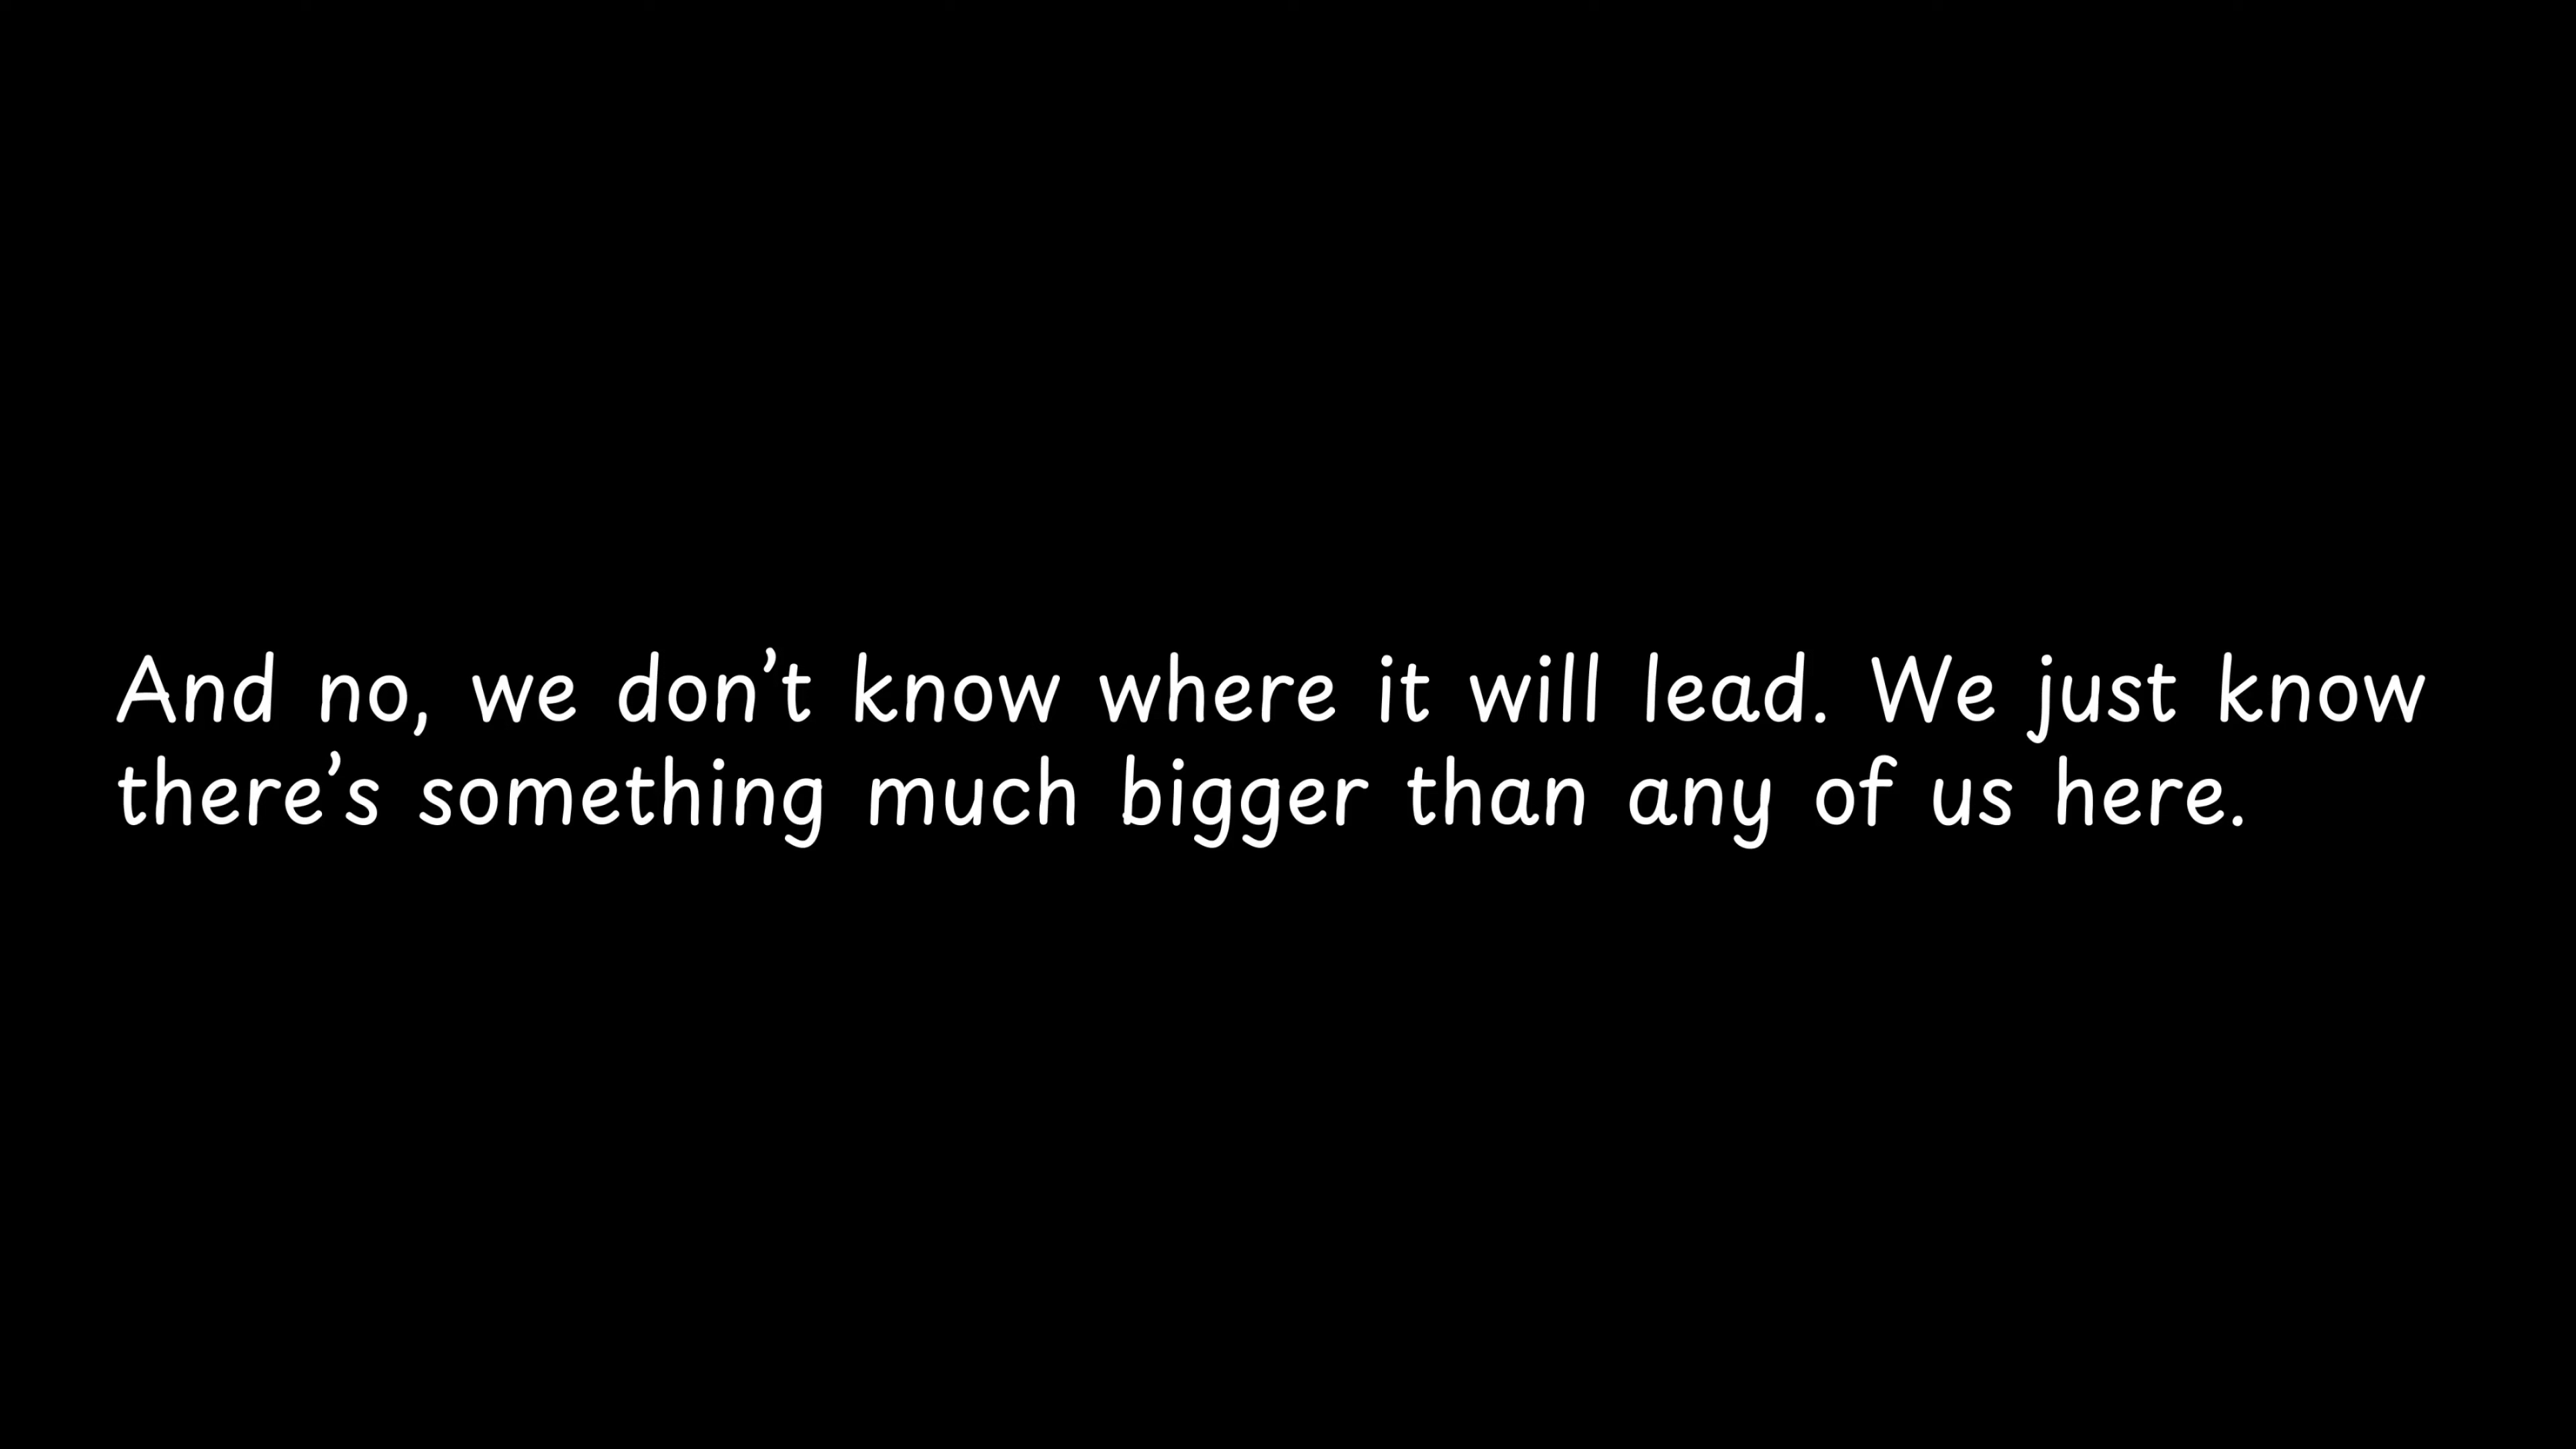 And no, we don’t know where it will lead. We just know
there’s something much bigger than any of us here.